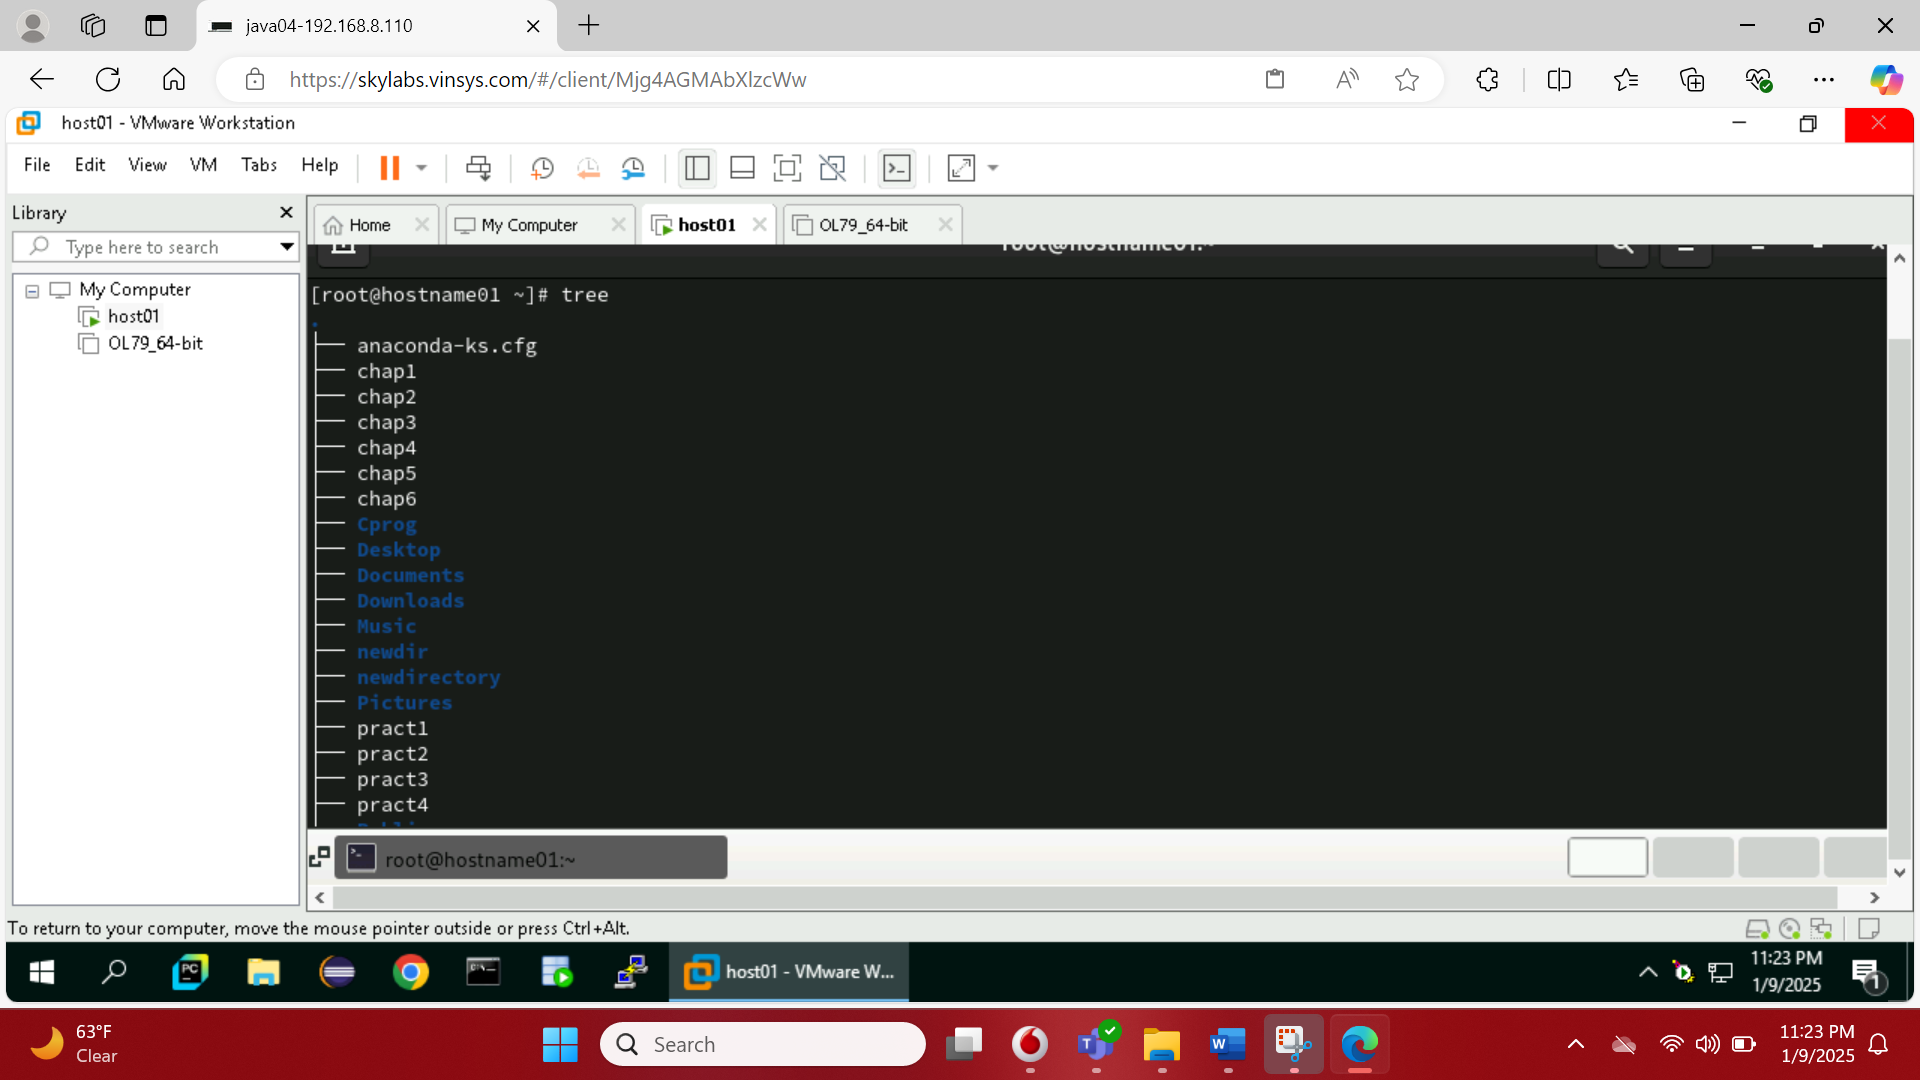 java04-192.168.8.110
https://skylabs.vinsys.com/#/client/Mjg4AGMAbXlzcWw
host01 - VMware Workstation
File Edit View VM Tabs Help
Library
Type here to search
My Computer
host01
OL79_64-bit
Home
My Computer
host01
OL79_64-bit
root@hostname01:~
[root@hostname01 ~]# tree
.
├── anaconda-ks.cfg
├── chap1
├── chap2
├── chap3
├── chap4
├── chap5
├── chap6
├── Cprog
├── Desktop
├── Documents
├── Downloads
├── Music
├── newdir
├── newdirectory
├── Pictures
├── pract1
├── pract2
├── pract3
├── pract4
root@hostname01:~
To return to your computer, move the mouse pointer outside or press Ctrl+Alt.
host01 - VMware W...
11:23 PM
1/9/2025
1
63°F
Clear
Search
11:23 PM
1/9/2025